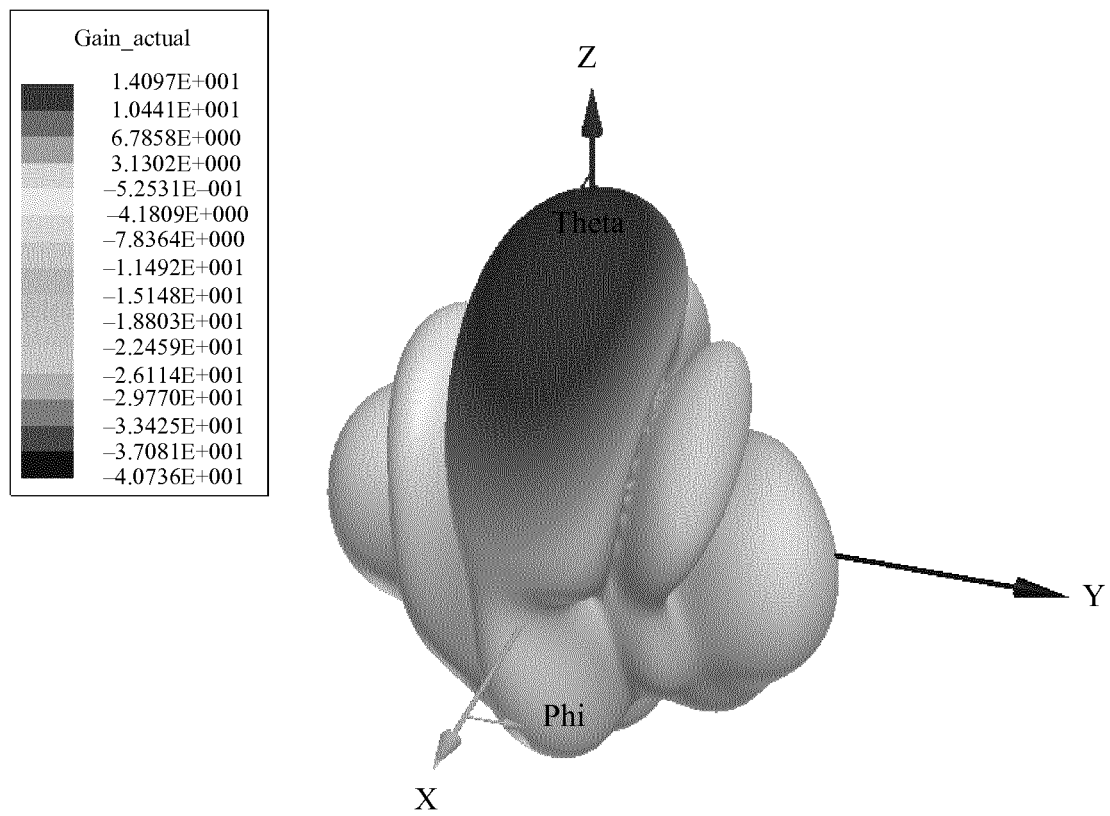 Gain_actual
1.4097E+001
1.0441E+001
6.7858E+000
3.1302E+000
–5.2531E–001
–4.1809E+000
–7.8364E+000
–1.1492E+001
–1.5148E+001
–1.8803E+001
–2.2459E+001
–2.6114E+001
–2.9770E+001
–3.3425E+001
–3.7081E+001
–4.0736E+001
Z
Theta
Y
Phi
X